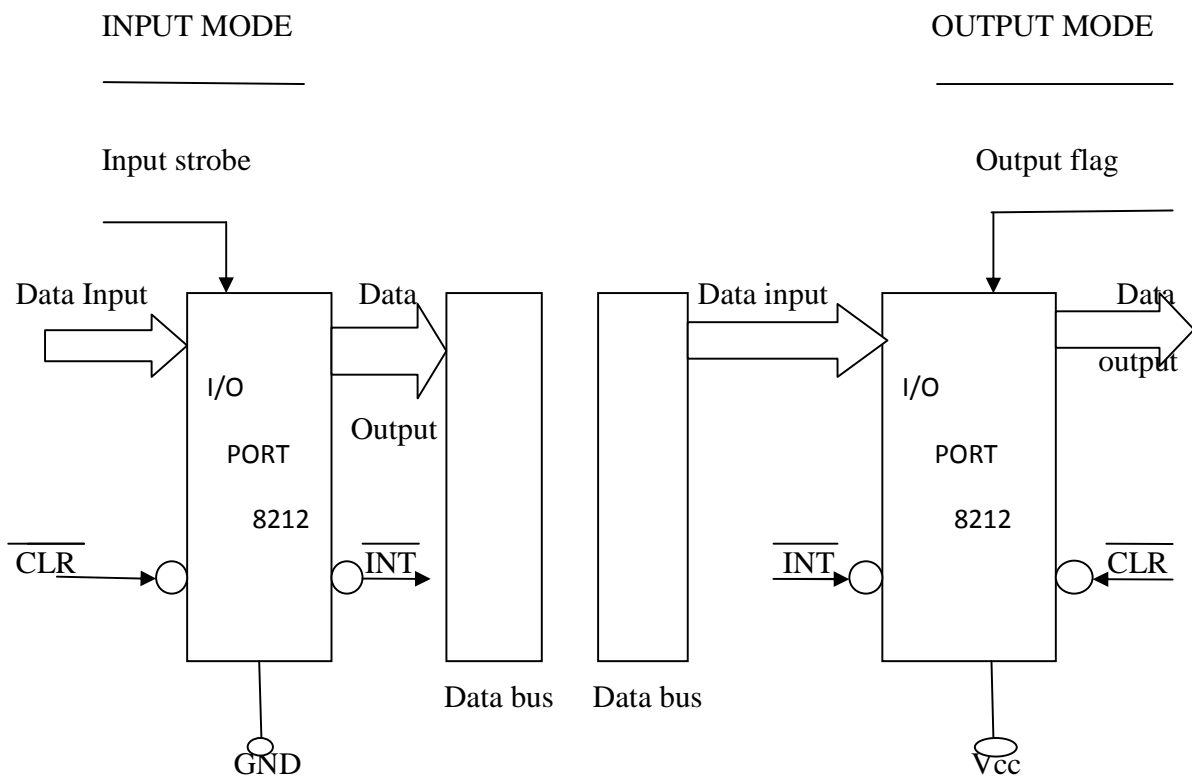 INPUT MODE
OUTPUT MODE
Input strobe
Output flag
Data Input
Data
Output
Data input
Data
output
I/O
PORT
8212
I/O
PORT
8212
CLR
INT
INT
CLR
Data bus
Data bus
GND
Vcc